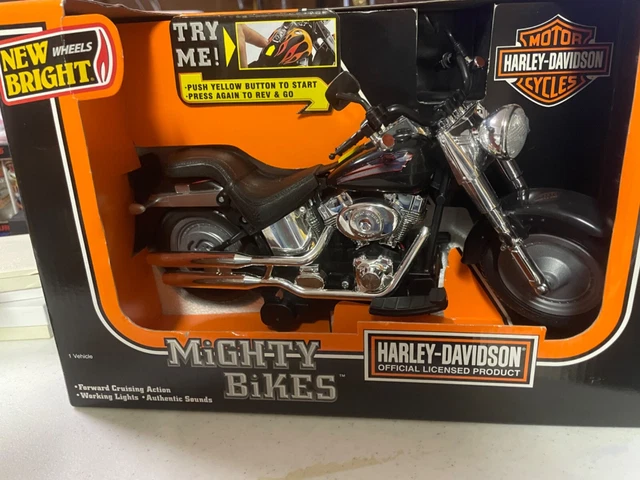 NEW WHEELS
BRIGHT®
TRY
ME!
•PUSH YELLOW BUTTON TO START
•PRESS AGAIN TO REV & GO
MOTOR
HARLEY-DAVIDSON
CYCLES
MiGHTY
BiKES™
HARLEY-DAVIDSON
OFFICIAL LICENSED PRODUCT
1 Vehicle
•Forward Cruising Action
•Working Lights •Authentic Sounds